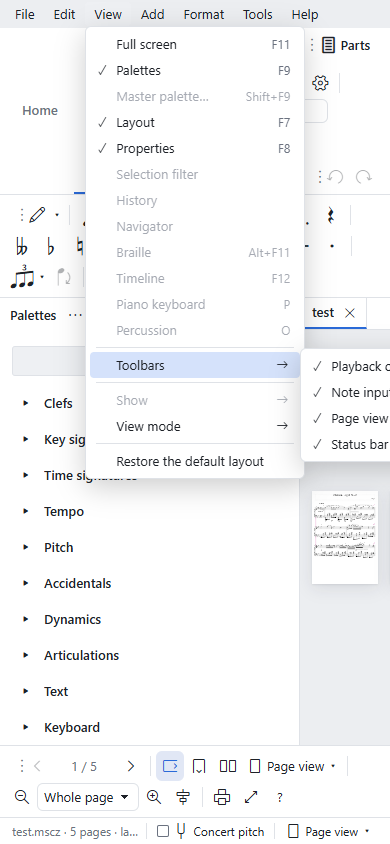 File Edit View Add Format Tools Help
Full screen F11
Parts
Palettes F9
Master palette... Shift+F9
Home
Layout F7
Properties F8
Selection filter
History
Navigator
Braille Alt+F11
Timeline F12
3
Piano keyboard P
Palettes ...
test
Percussion O
Toolbars
Playback
Show
Note input
Clefs
View mode
Page view
Key sig
Status bar
Restore the default layout
Time signatures
Tempo
Pitch
Accidentals
Dynamics
Articulations
Text
Keyboard
1 / 5 Page view
Whole page ?
test.mscz · 5 pages · la... Concert pitch Page view